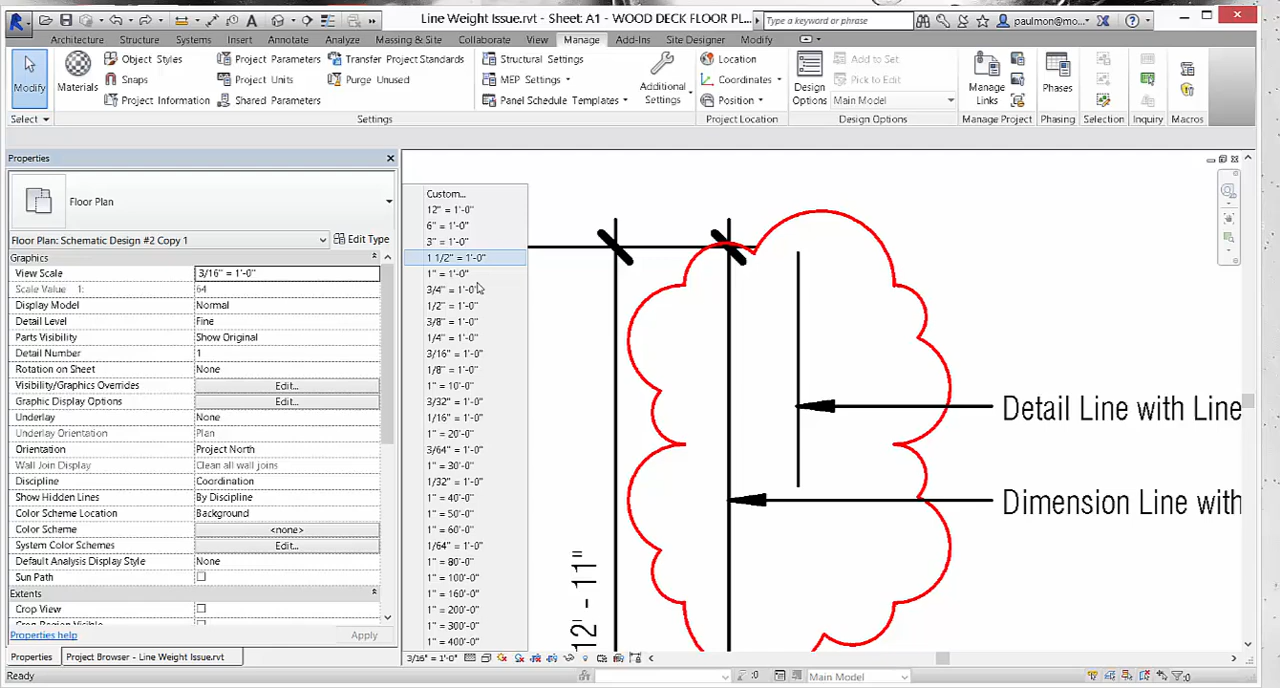 Line Weight Issue.rvt - Sheet: A1 - WOOD DECK FLOOR PL...
Type a keyword or phrase
paulmon@mo...
Architecture Structure Systems Insert Annotate Analyze Massing & Site Collaborate View Manage Add-Ins Site Designer Modify
Modify
Materials
Object Styles
Snaps
Project Information
Project Parameters
Project Units
Shared Parameters
Transfer Project Standards
Purge Unused
Structural Settings
MEP Settings
Panel Schedule Templates
Additional
Settings
Location
Coordinates
Position
Design
Options
Add to Set
Pick to Edit
Main Model
Manage
Links
Phases
Select
Settings
Project Location
Design Options
Manage Project
Phasing
Selection
Inquiry
Macros
Properties
Floor Plan
Floor Plan: Schematic Design #2 Copy 1
Edit Type
Graphics
View Scale 3/16" = 1'-0"
Scale Value 1: 64
Display Model Normal
Detail Level Fine
Parts Visibility Show Original
Detail Number 1
Rotation on Sheet None
Visibility/Graphics Overrides Edit...
Graphic Display Options Edit...
Underlay None
Underlay Orientation Plan
Orientation Project North
Wall Join Display Clean all wall joins
Discipline Coordination
Show Hidden Lines By Discipline
Color Scheme Location Background
Color Scheme <none>
System Color Schemes Edit...
Default Analysis Display Style None
Sun Path
Extents
Crop View
Crop Region Visible
Properties help
Apply
Properties
Project Browser - Line Weight Issue.rvt
Custom...
12" = 1'-0"
6" = 1'-0"
3" = 1'-0"
1 1/2" = 1'-0"
1" = 1'-0"
3/4" = 1'-0"
1/2" = 1'-0"
3/8" = 1'-0"
1/4" = 1'-0"
3/16" = 1'-0"
1/8" = 1'-0"
1" = 10'-0"
3/32" = 1'-0"
1/16" = 1'-0"
1" = 20'-0"
3/64" = 1'-0"
1" = 30'-0"
1/32" = 1'-0"
1" = 40'-0"
1" = 50'-0"
1" = 60'-0"
1/64" = 1'-0"
1" = 80'-0"
1" = 100'-0"
1" = 160'-0"
1" = 200'-0"
1" = 300'-0"
1" = 400'-0"
Detail Line with Line
Dimension Line with
12' - 11"
3/16" = 1'-0"
Ready
:0
Main Model
:0